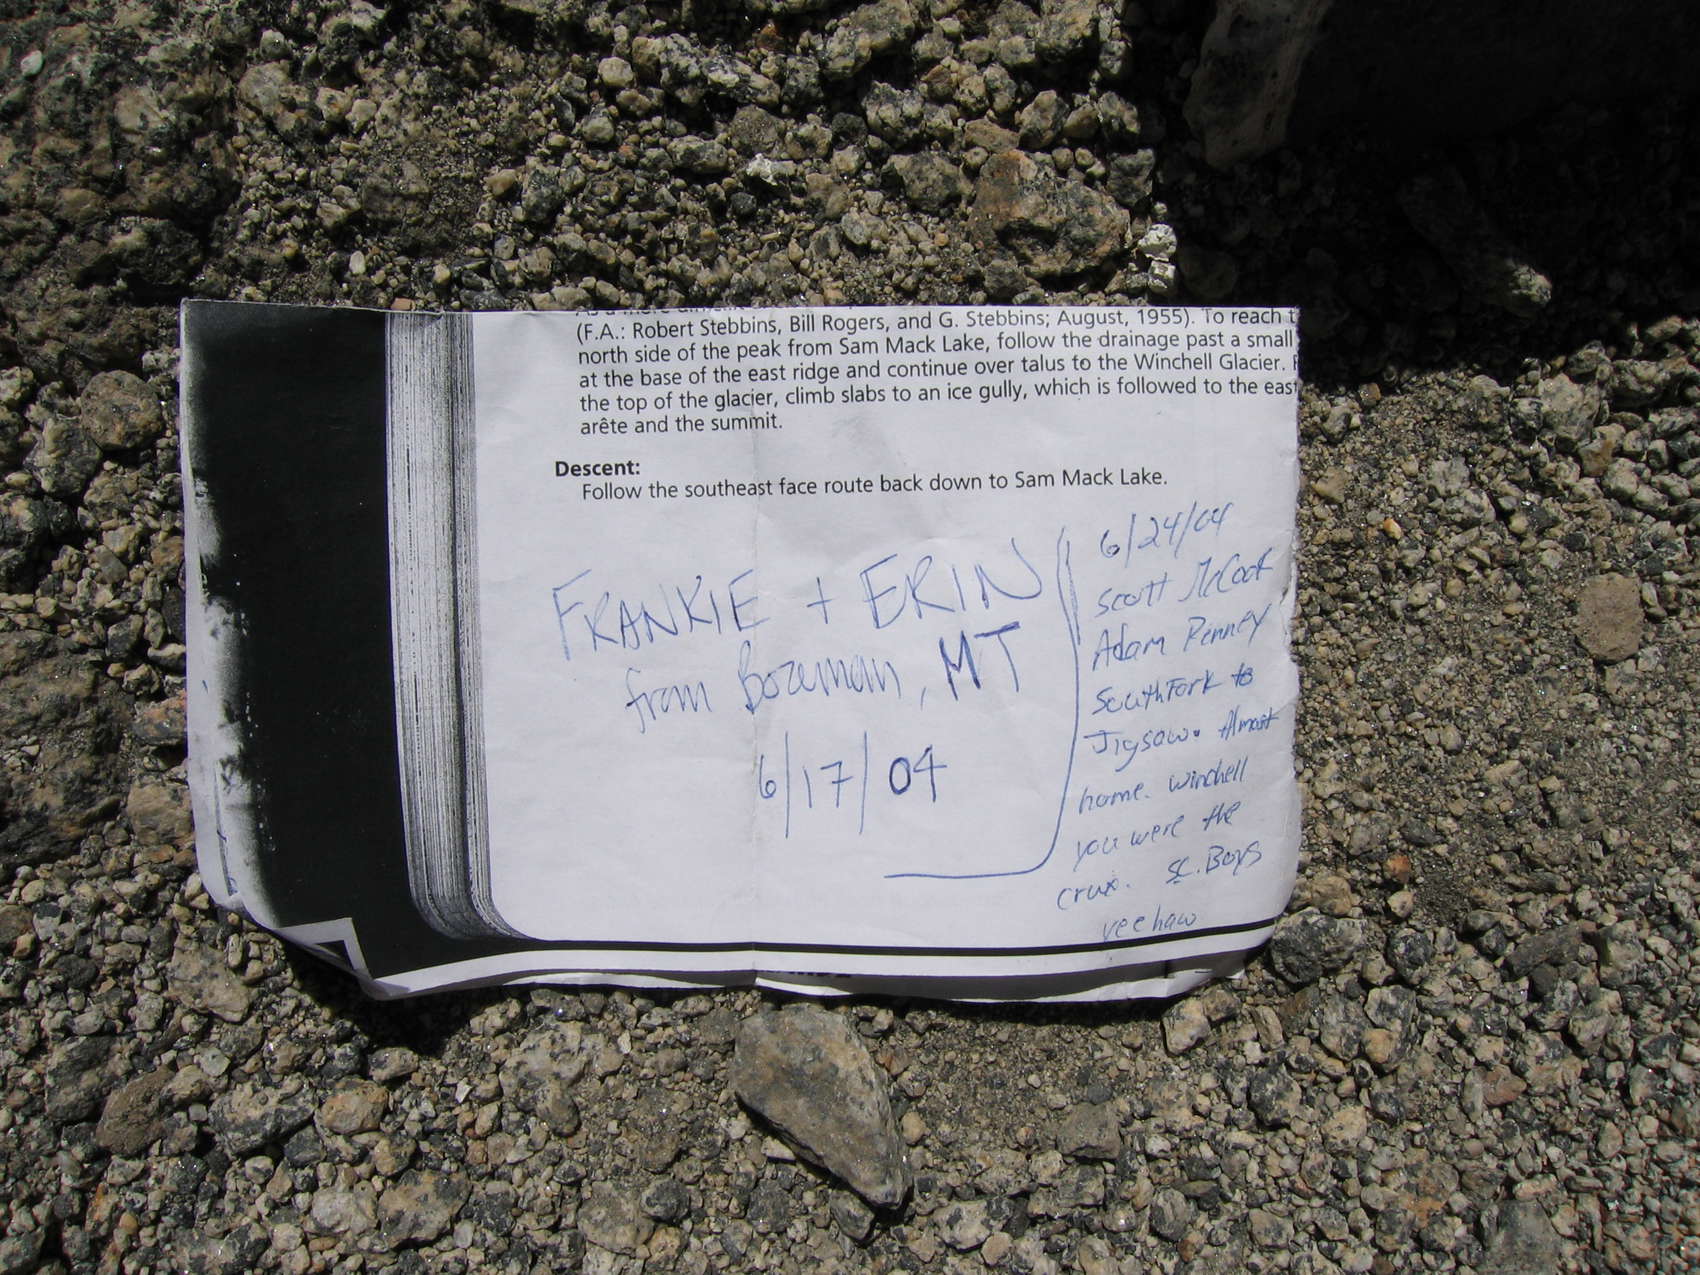 (F.A.: Robert Stebbins, Bill Rogers, and G. Stebbins; August, 1955). To reach
north side of the peak from Sam Mack Lake, follow the drainage past a small
at the base of the east ridge and continue over talus to the Winchell Glacier.
the top of the glacier, climb slabs to an ice gully, which is followed to the east
arête and the summit.
Descent:
Follow the southeast face route back down to Sam Mack Lake.
FRANKIE + ERIN
from Bozeman, MT
6/17/04
6/24/04
Scott McCook
Adam Penney
Southfork to
Jigsaw. Almost
home. Winchell
you were the
crux. SC. Boys
yeehaw